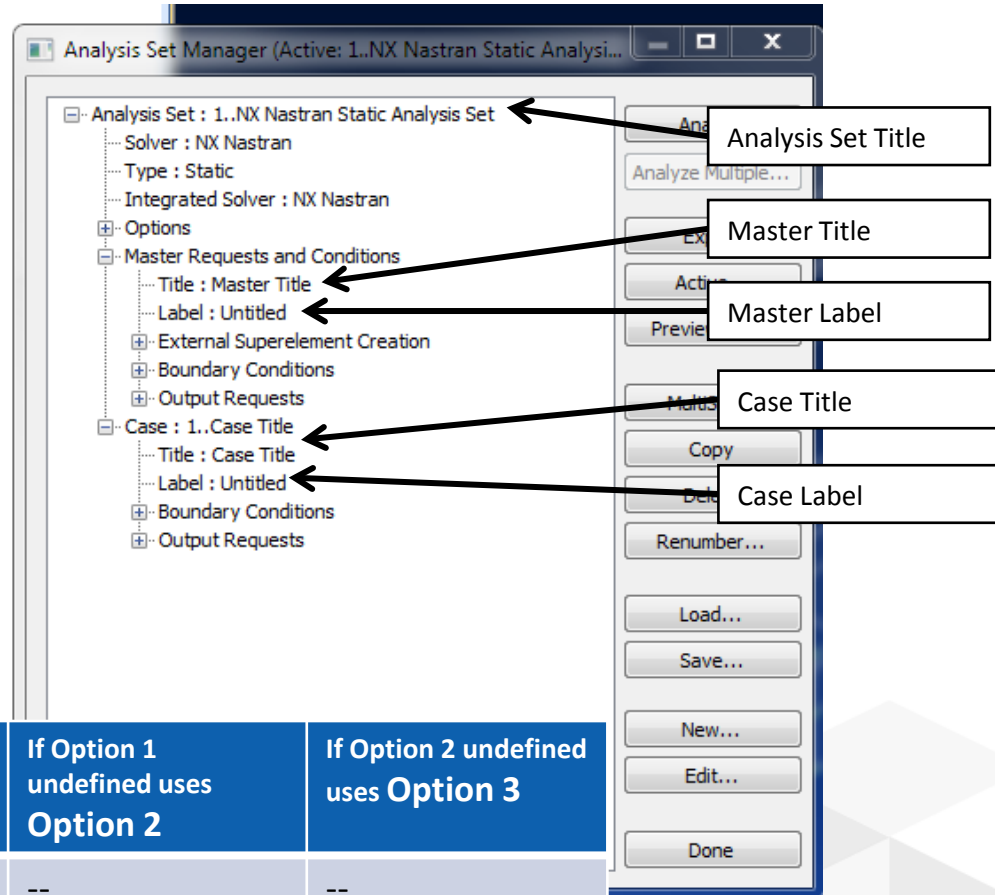 Analysis Set Manager (Active: 1..NX Nastran Static Analysi...
Analysis Set : 1..NX Nastran Static Analysis Set
Solver : NX Nastran
Type : Static
Integrated Solver : NX Nastran
Options
Master Requests and Conditions
Title : Master Title
Label : Untitled
External Superelement Creation
Boundary Conditions
Output Requests
Case : 1..Case Title
Title : Case Title
Label : Untitled
Boundary Conditions
Output Requests
Analysis Set Title
Analyze Multiple...
Master Title
Master Label
Case Title
Copy
Case Label
Renumber...
Load...
Save...
New...
Edit...
Done
If Option 1
undefined uses
Option 2
If Option 2 undefined
uses Option 3
--
--